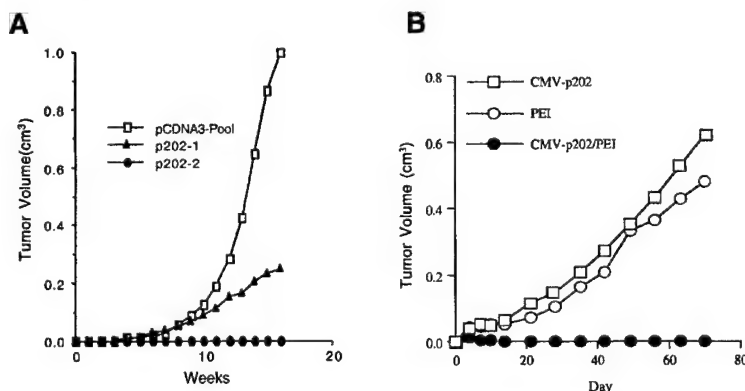 A
Tumor Volume(cm³)
1.0
0.8
0.6
0.4
0.2
0.0
pCDNA3-Pool
p202-1
p202-2
0
10
20
Weeks
B
Tumor Volume (cm³)
0.8
0.6
0.4
0.2
0.0
CMV-p202
PEI
CMV-p202/PEI
0
20
40
60
80
Day